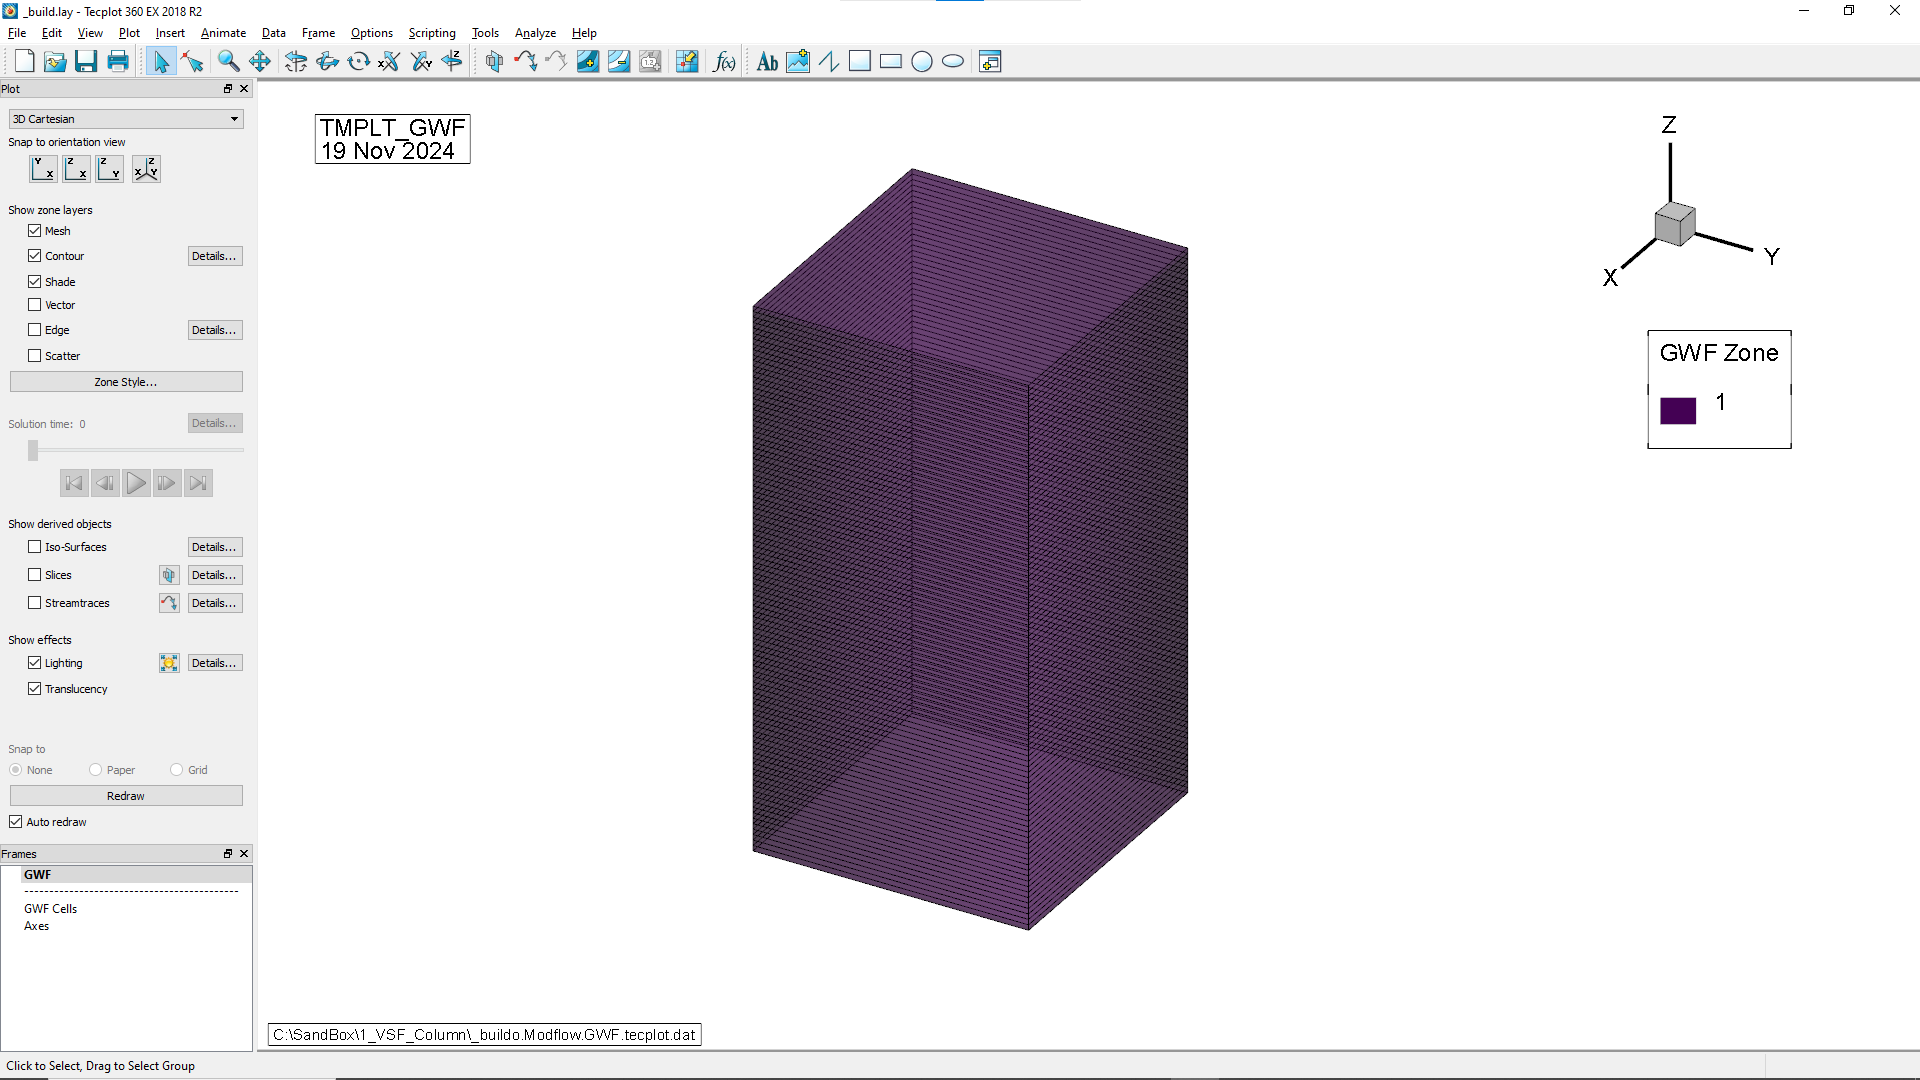 _build.lay - Tecplot 360 EX 2018 R2
File Edit View Plot Insert Animate Data Frame Options Scripting Tools Analyze Help
Plot
3D Cartesian
Snap to orientation view
Y X Z X Z Y Z X Y
Show zone layers
Mesh
Contour Details...
Shade
Vector
Edge Details...
Scatter
Zone Style...
Solution time: 0 Details...
Show derived objects
Iso-Surfaces Details...
Slices Details...
Streamtraces Details...
Show effects
Lighting Details...
Translucency
Snap to
None Paper Grid
Redraw
Auto redraw
Frames
GWF
GWF Cells
Axes
TMPLT_GWF
19 Nov 2024
Z
Y
X
GWF Zone
1
C:\SandBox\1_VSF_Column\_buildo.Modflow.GWF.tecplot.dat
Click to Select, Drag to Select Group